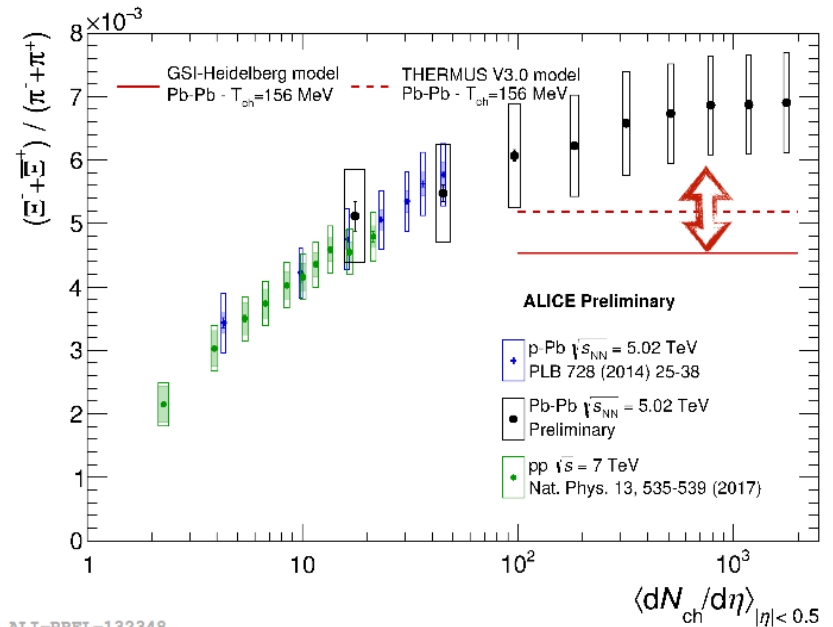 ×10⁻³
8
7
6
5
4
3
2
1
0
(Ξ⁻+Ξ̄⁺) / (π⁻+π⁺)
GSI-Heidelberg model
Pb-Pb - T_ch=156 MeV
THERMUS V3.0 model
Pb-Pb - T_ch=156 MeV
ALICE Preliminary
p-Pb √s_NN = 5.02 TeV
PLB 728 (2014) 25-38
Pb-Pb √s_NN = 5.02 TeV
Preliminary
pp √s = 7 TeV
Nat. Phys. 13, 535-539 (2017)
1 10 10² 10³
⟨dN_ch/dη⟩_|η|< 0.5
ALI-PREL-132348